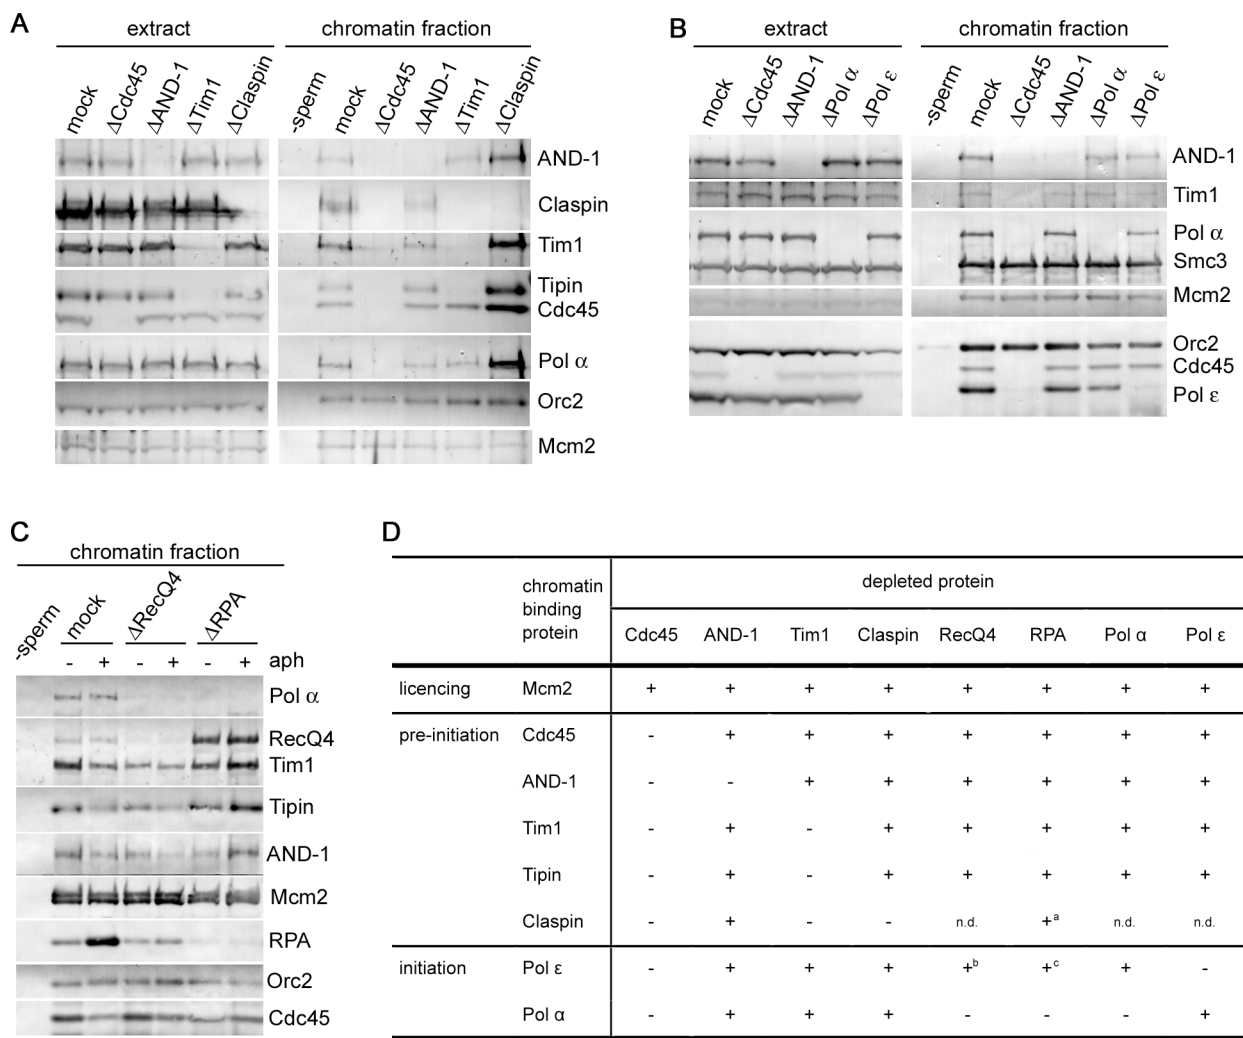 A
extract
chromatin fraction
mock
ΔCdc45
ΔAND-1
ΔTim1
ΔClaspin
-sperm
mock
ΔCdc45
ΔAND-1
ΔTim1
ΔClaspin
AND-1
Claspin
Tim1
Tipin
Cdc45
Pol α
Orc2
Mcm2
B
extract
chromatin fraction
mock
ΔCdc45
ΔAND-1
ΔPol α
ΔPol ε
-sperm
mock
ΔCdc45
ΔAND-1
ΔPol α
ΔPol ε
AND-1
Tim1
Pol α
Smc3
Mcm2
Orc2
Cdc45
Pol ε
C
chromatin fraction
-sperm
mock
ΔRecQ4
ΔRPA
- + - + - + aph
Pol α
RecQ4
Tim1
Tipin
AND-1
Mcm2
RPA
Orc2
Cdc45
D
chromatin binding protein
depleted protein
Cdc45 AND-1 Tim1 Claspin RecQ4 RPA Pol α Pol ε
licencing Mcm2 + + + + + + + +
pre-initiation Cdc45 - + + + + + + +
AND-1 - - + + + + + +
Tim1 - + - + + + + +
Tipin - + - + + + + +
Claspin - + - - n.d. +a n.d. n.d.
initiation Pol ε - + + + +b +c + -
Pol α - + + + - - - +